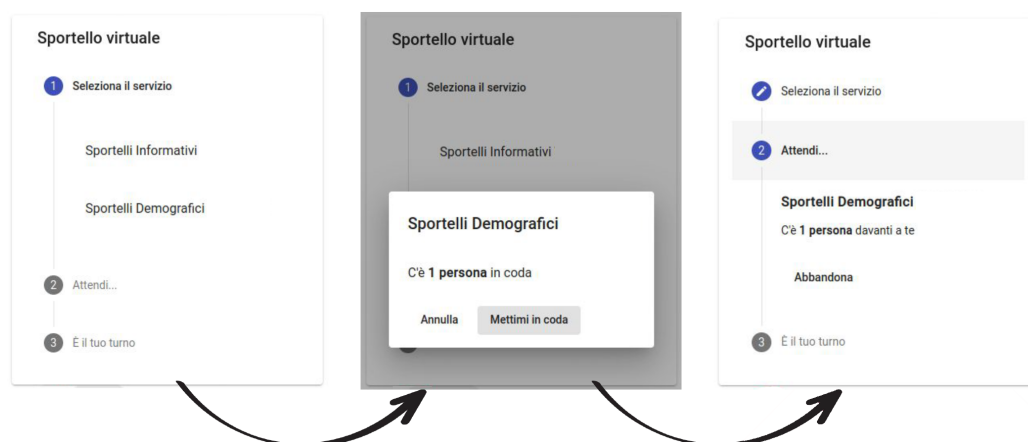 Sportello virtuale
1 Seleziona il servizio
Sportelli Informativi
Sportelli Demografici
2 Attendi...
3 È il tuo turno
Sportello virtuale
1 Seleziona il servizio
Sportelli Informativi
Sportelli Demografici
C'è 1 persona in coda
Annulla Mettimi in coda
Sportello virtuale
Seleziona il servizio
2 Attendi...
Sportelli Demografici
C'è 1 persona davanti a te
Abbandona
3 È il tuo turno